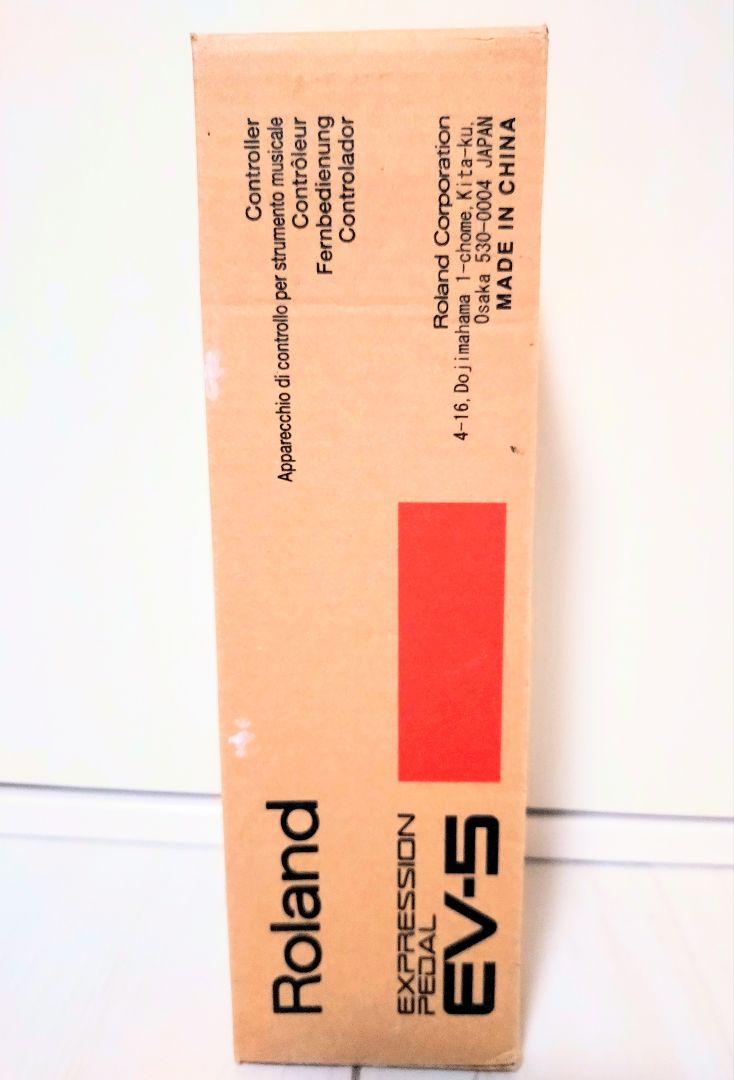 Roland
EXPRESSION
PEDAL
EV-5
Controller
Apparecchio di controllo per strumento musicale
Contrôleur
Fernbedienung
Controlador
Roland Corporation
4-16, Dojimahama 1-chome, Kita-ku,
Osaka 530-0004 JAPAN
MADE IN CHINA